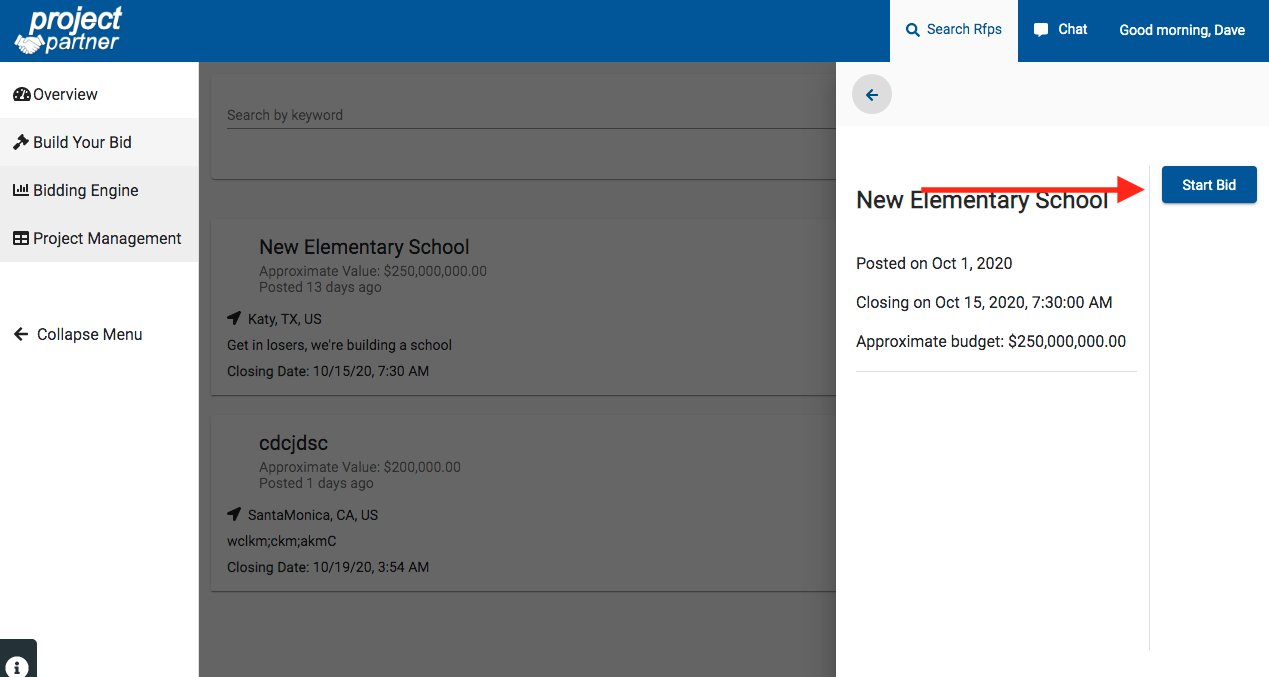 project
partner
Search Rfps
Chat
Good morning, Dave
Overview
Build Your Bid
Bidding Engine
Project Management
Collapse Menu
Search by keyword
New Elementary School
Approximate Value: $250,000,000.00
Posted 13 days ago
Katy, TX, US
Get in losers, we're building a school
Closing Date: 10/15/20, 7:30 AM
cdcjdsc
Approximate Value: $200,000.00
Posted 1 days ago
SantaMonica, CA, US
wclkm;ckm;akmC
Closing Date: 10/19/20, 3:54 AM
New Elementary School
Posted on Oct 1, 2020
Closing on Oct 15, 2020, 7:30:00 AM
Approximate budget: $250,000,000.00
Start Bid